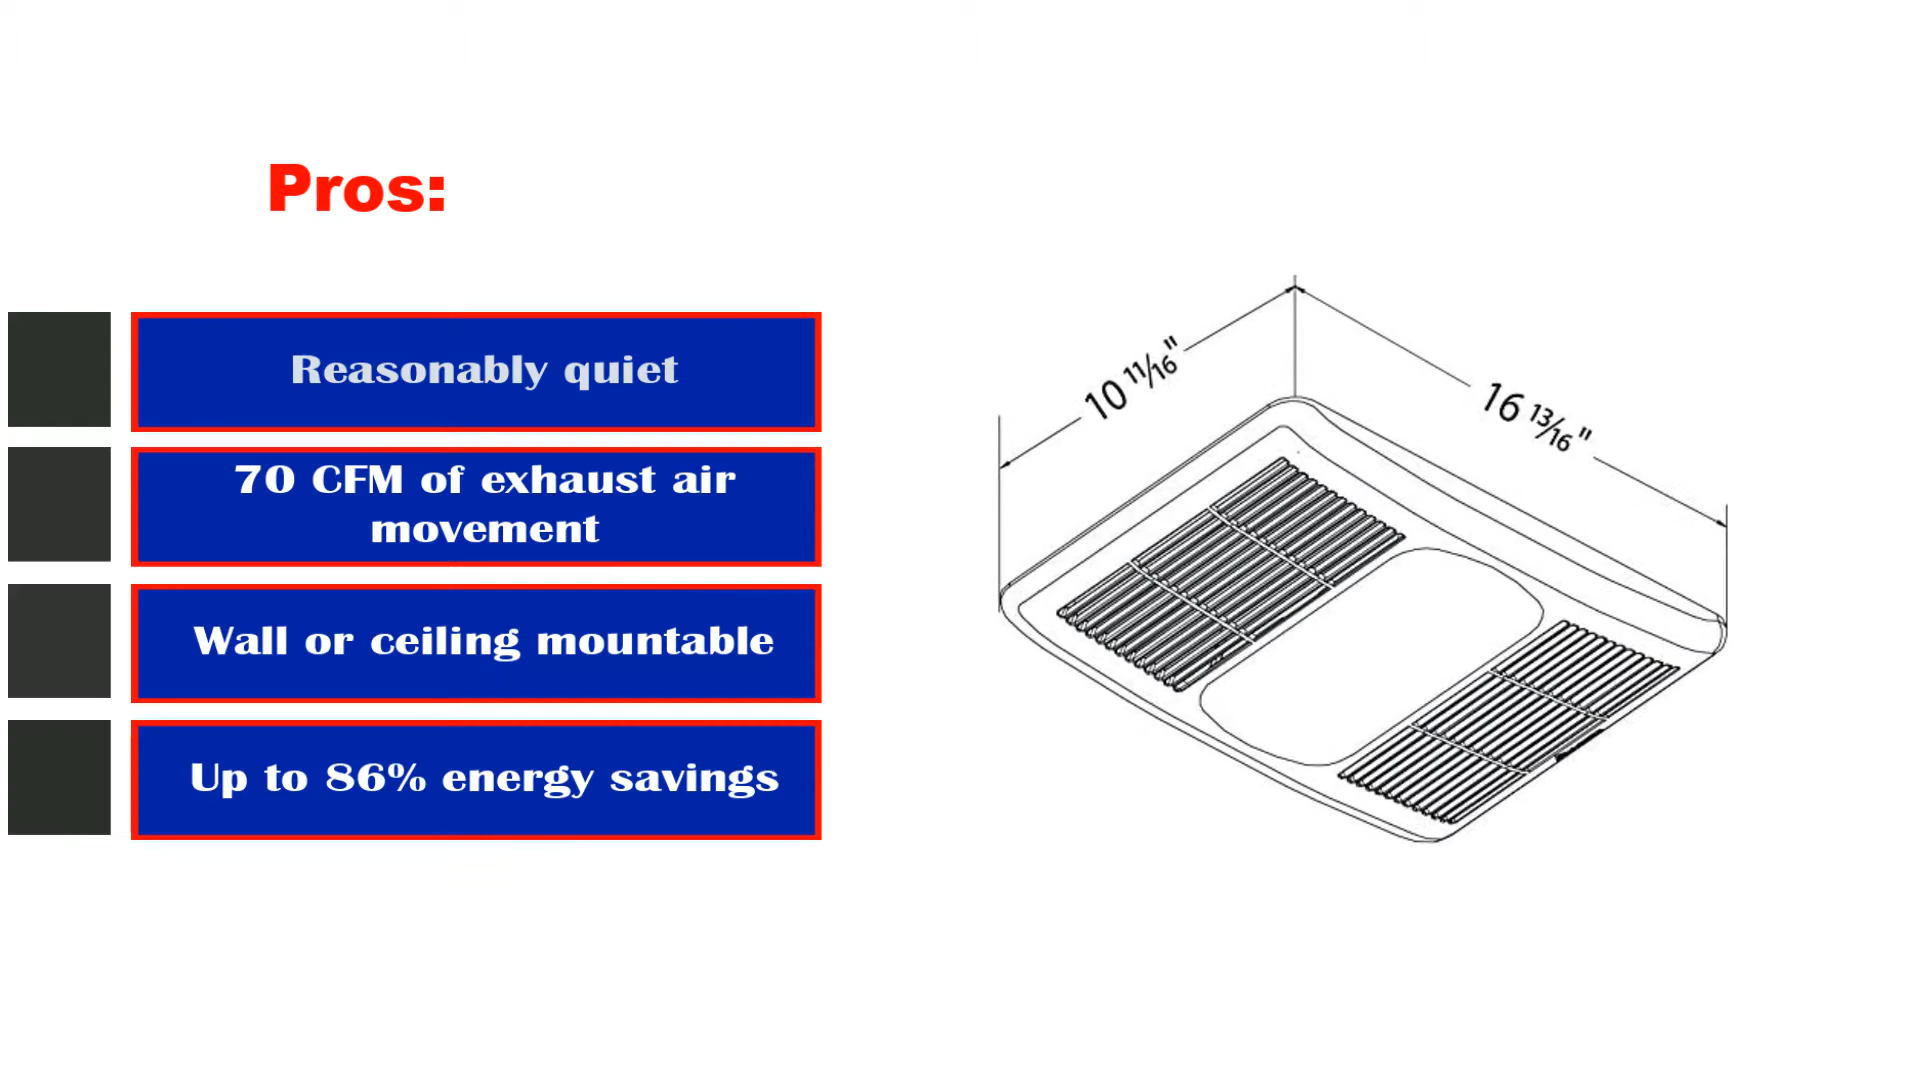 Pros:
Reasonably quiet
70 CFM of exhaust air
movement
Wall or ceiling mountable
Up to 86% energy savings
10 11/16"
16 13/16"